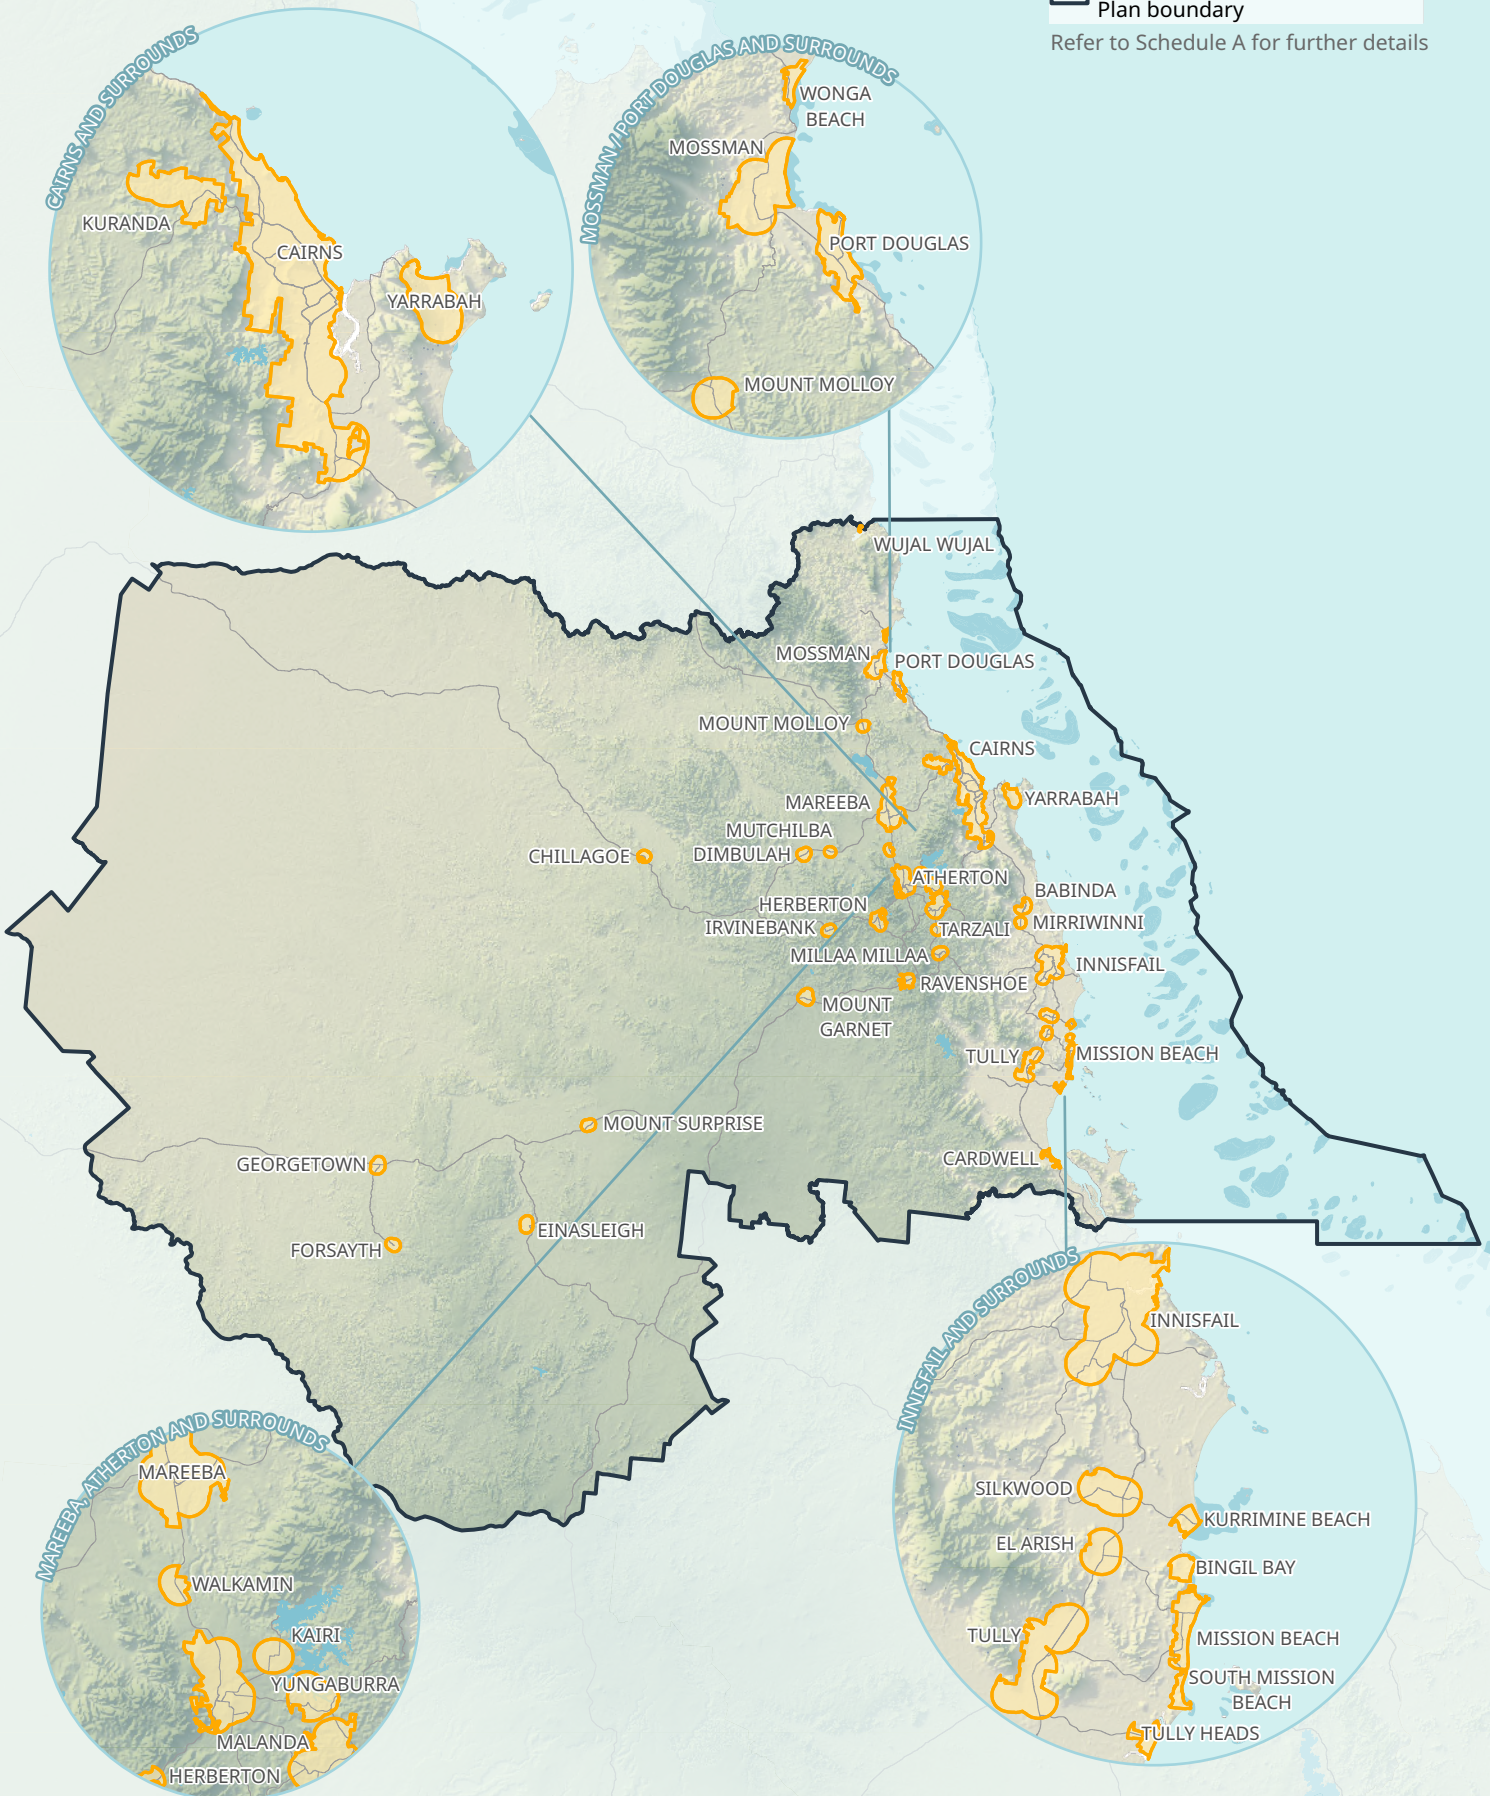 Plan boundary
Refer to Schedule A for further details
CAIRNS AND SURROUNDS
KURANDA
CAIRNS
YARRABAH
MOSSMAN / PORT DOUGLAS AND SURROUNDS
WONGA
BEACH
MOSSMAN
PORT DOUGLAS
MOUNT MOLLOY
WUJAL WUJAL
MOSSMAN
PORT DOUGLAS
MOUNT MOLLOY
CAIRNS
YARRABAH
MAREEBA
MUTCHILBA
DIMBULAH
CHILLAGOE
ATHERTON
BABINDA
HERBERTON
MIRRIWINNI
IRVINEBANK
TARZALI
MILLAA MILLAA
INNISFAIL
RAVENSHOE
MOUNT
GARNET
TULLY
MISSION BEACH
MOUNT SURPRISE
GEORGETOWN
CARDWELL
EINASLEIGH
FORSAYTH
INNISFAIL AND SURROUNDS
INNISFAIL
SILKWOOD
KURRIMINE BEACH
EL ARISH
BINGIL BAY
TULLY
MISSION BEACH
SOUTH MISSION
BEACH
TULLY HEADS
MAREEBA, ATHERTON AND SURROUNDS
MAREEBA
WALKAMIN
KAIRI
YUNGABURRA
MALANDA
HERBERTON